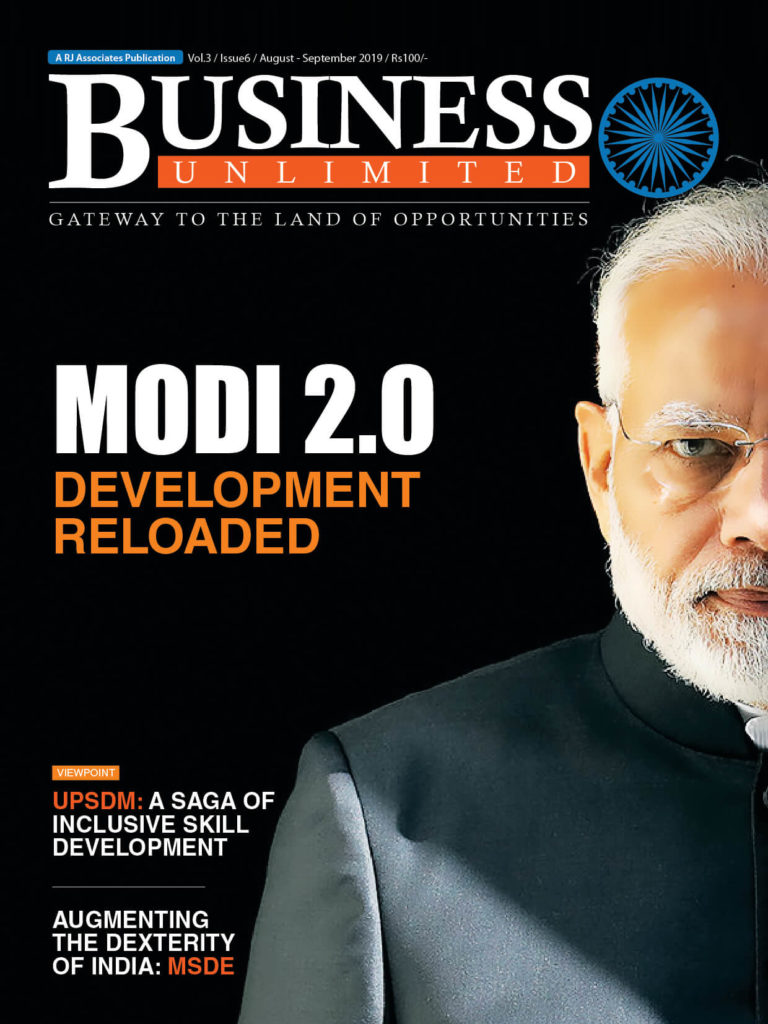 A RJ Associates Publication Vol.3 / Issue6 / August - September 2019 / Rs100/-
BUSINESS
UNLIMITED
GATEWAY TO THE LAND OF OPPORTUNITIES
MODI 2.0
DEVELOPMENT
RELOADED
VIEWPOINT
UPSDM: A SAGA OF
INCLUSIVE SKILL
DEVELOPMENT
AUGMENTING
THE DEXTERITY
OF INDIA: MSDE